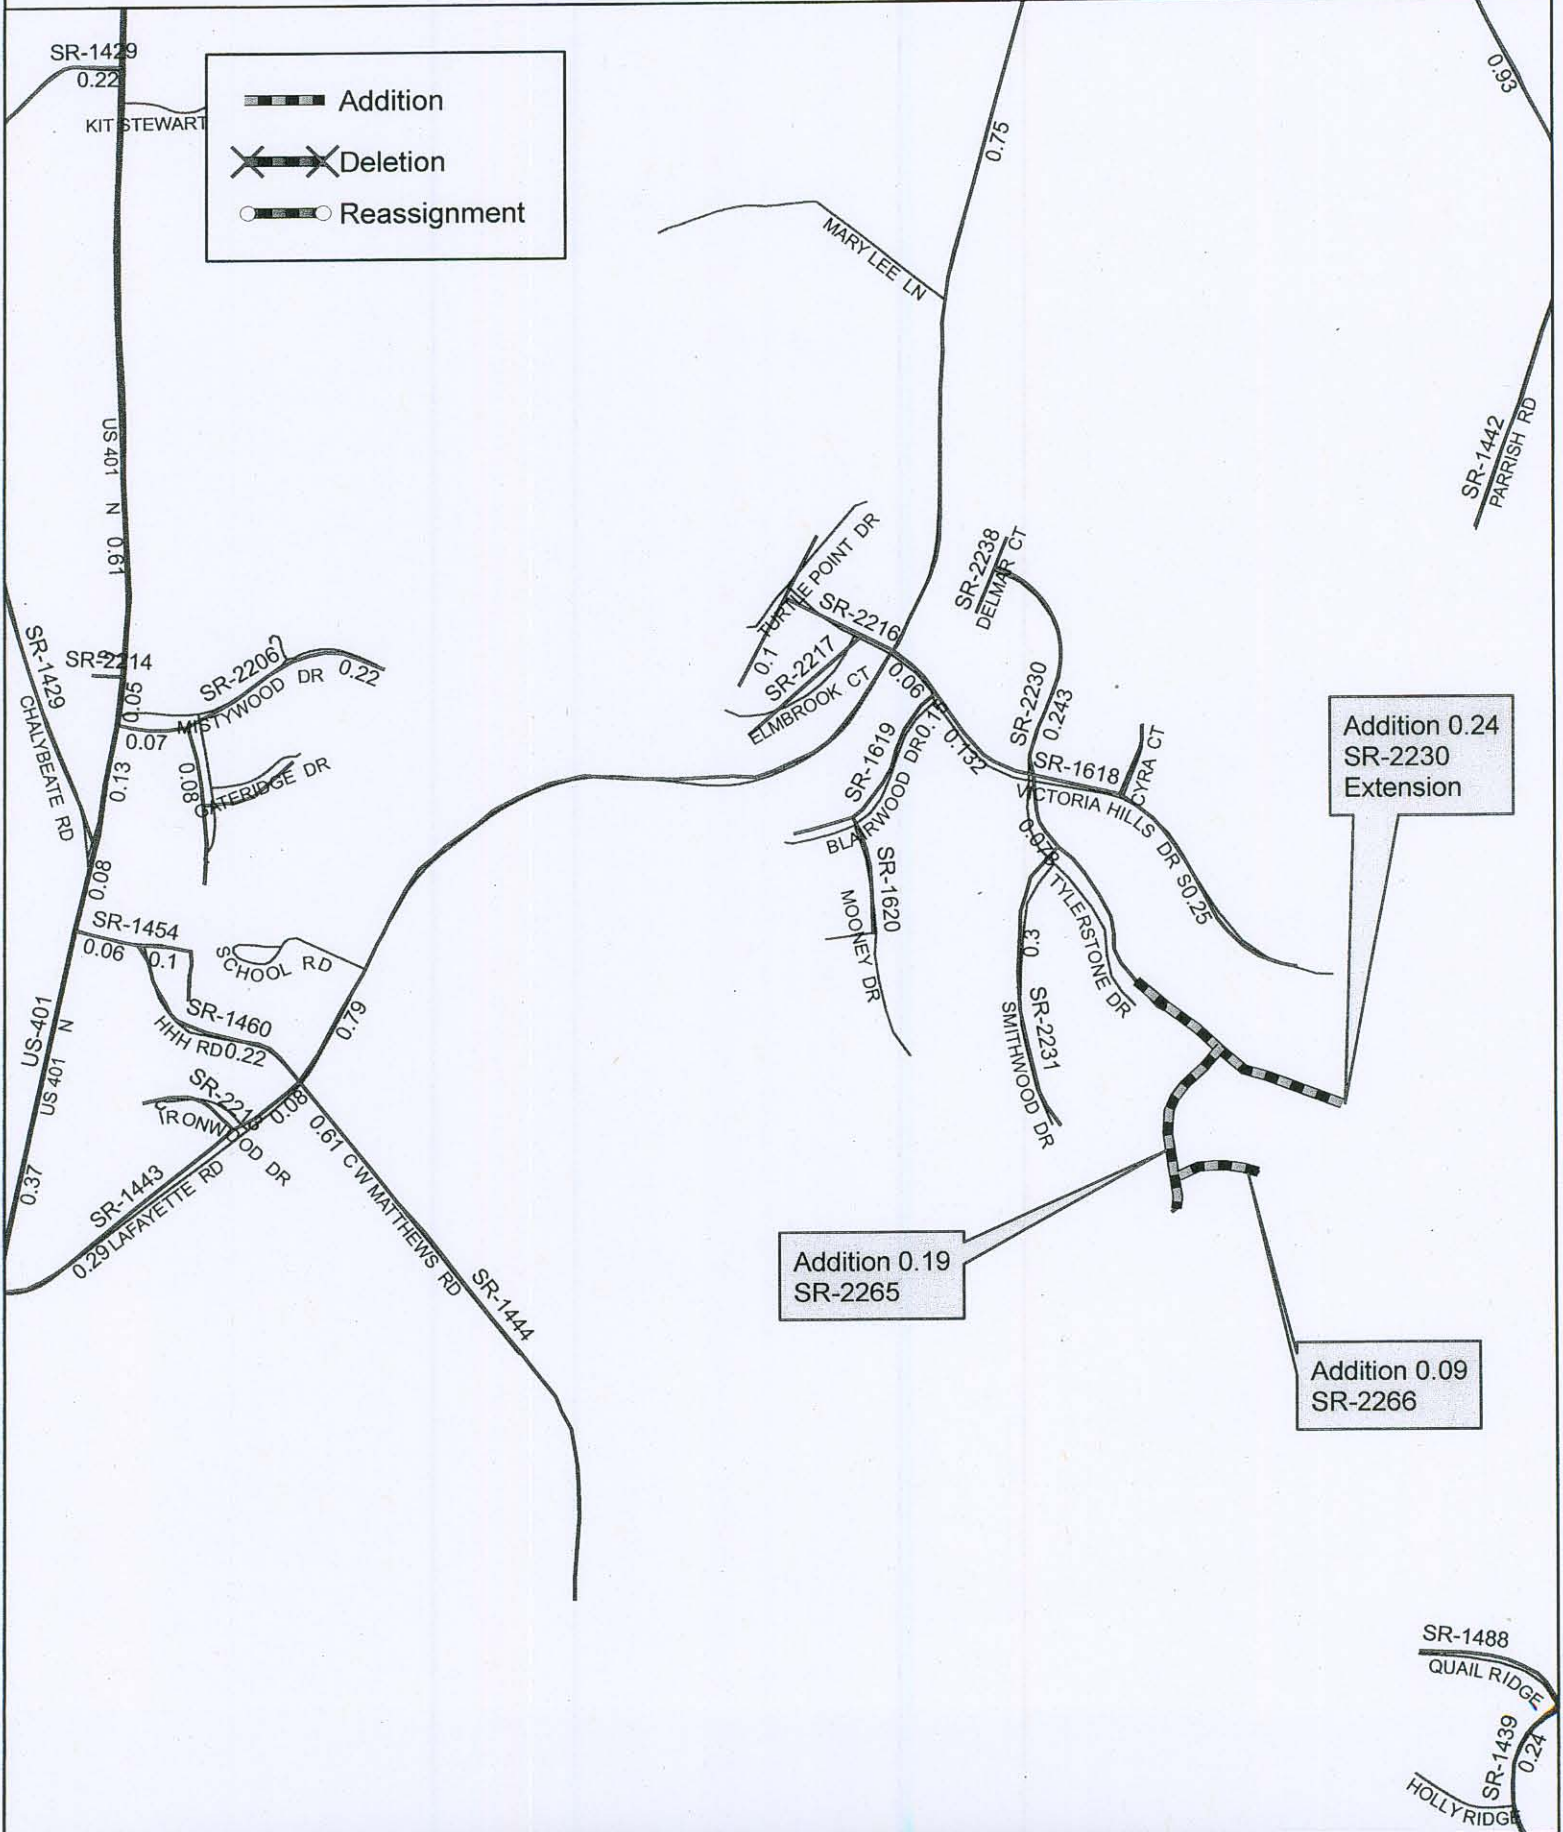 SR-1429
0.22
KIT STEWART
Addition
Deletion
Reassignment
0.93
0.75
MARY LEE LN
US 401 N 0.61
SR-1442
PARRISH RD
TURTLE POINT DR
SR-2238
DELMAR CT
SR-2216
0.1
SR-2217
ELMBROOK CT
0.06
SR-1429
CHALYBEATE RD
SR-2214
0.05
SR-2206
MISTYWOOD DR
0.22
0.07
0.13
0.08
GATERIDGE DR
SR-2230
0.243
SR-1619
BLAIRWOOD DR
0.132
SR-1618
VICTORIA HILLS DR S
0.25
CYRA CT
Addition 0.24
SR-2230
Extension
SR-1620
MOONEY DR
TYLERSTONE DR
0.3
SR-2231
SMITHWOOD DR
0.08
SR-1454
0.06
0.1
SCHOOL RD
SR-1460
HHH RD
0.22
0.79
US-401
US 401 N
IRONWOOD DR
0.08
0.61
C W MATTHEWS RD
0.37
SR-1443
0.29
LAFAYETTE RD
SR-1444
Addition 0.19
SR-2265
Addition 0.09
SR-2266
SR-1488
QUAIL RIDGE
SR-1439
0.24
HOLLY RIDGE